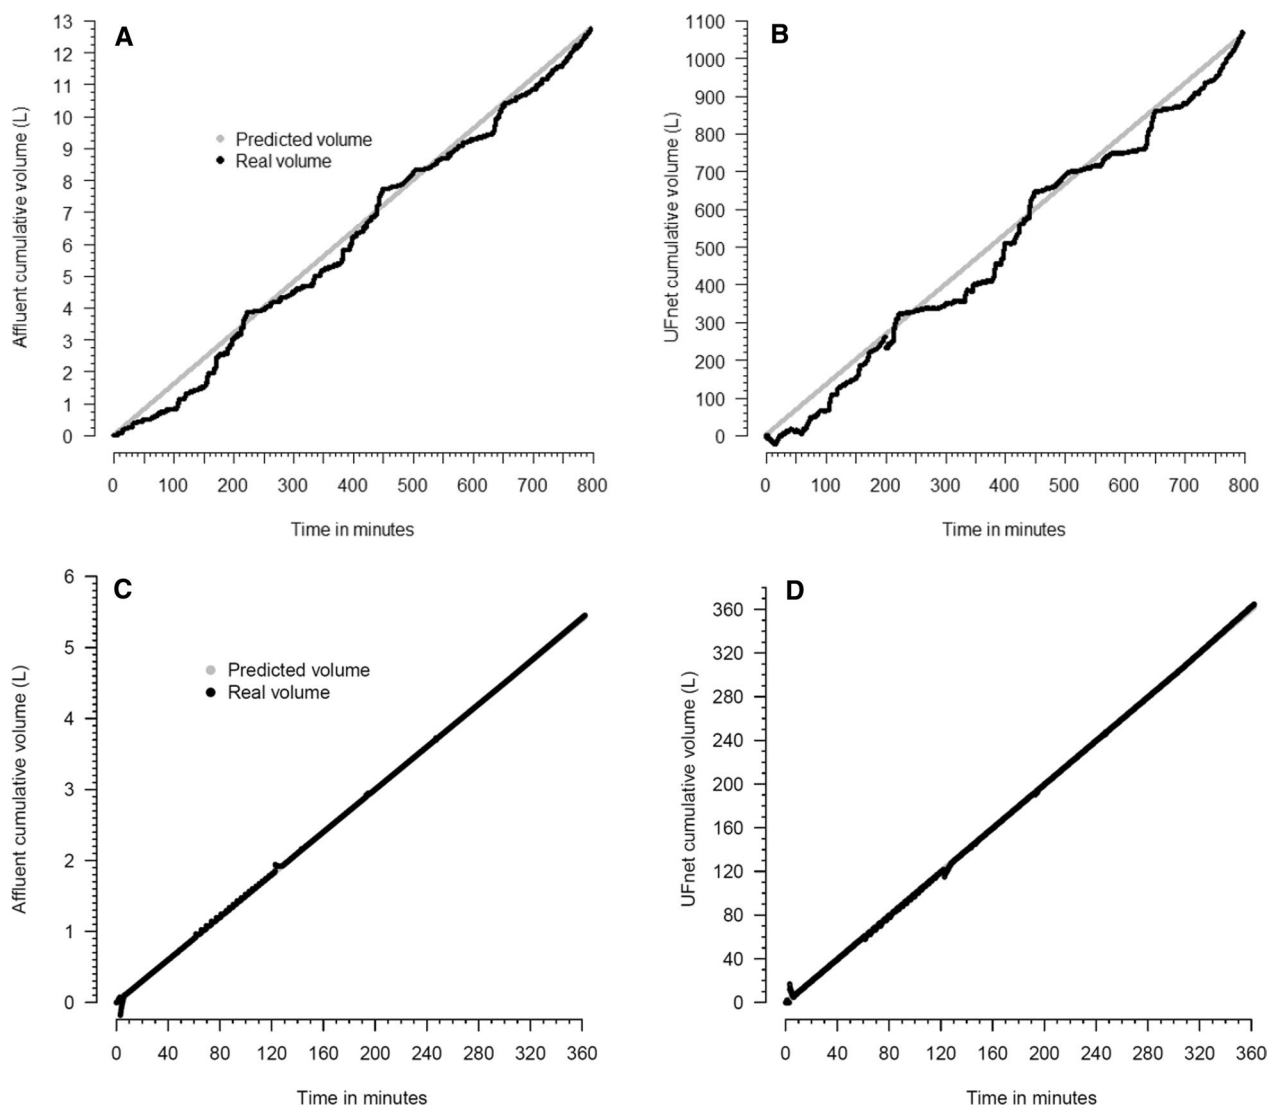 A
Affluent cumulative volume (L)
13
12
11
10
9
8
7
6
5
4
3
2
1
0
Predicted volume
Real volume
0 100 200 300 400 500 600 700 800
Time in minutes
B
UFnet cumulative volume (L)
1100
1000
900
800
700
600
500
400
300
200
100
0
0 100 200 300 400 500 600 700 800
Time in minutes
C
Affluent cumulative volume (L)
6
5
4
3
2
1
0
Predicted volume
Real volume
0 40 80 120 160 200 240 280 320 360
Time in minutes
D
UFnet cumulative volume (L)
360
320
280
240
200
160
120
80
40
0
0 40 80 120 160 200 240 280 320 360
Time in minutes